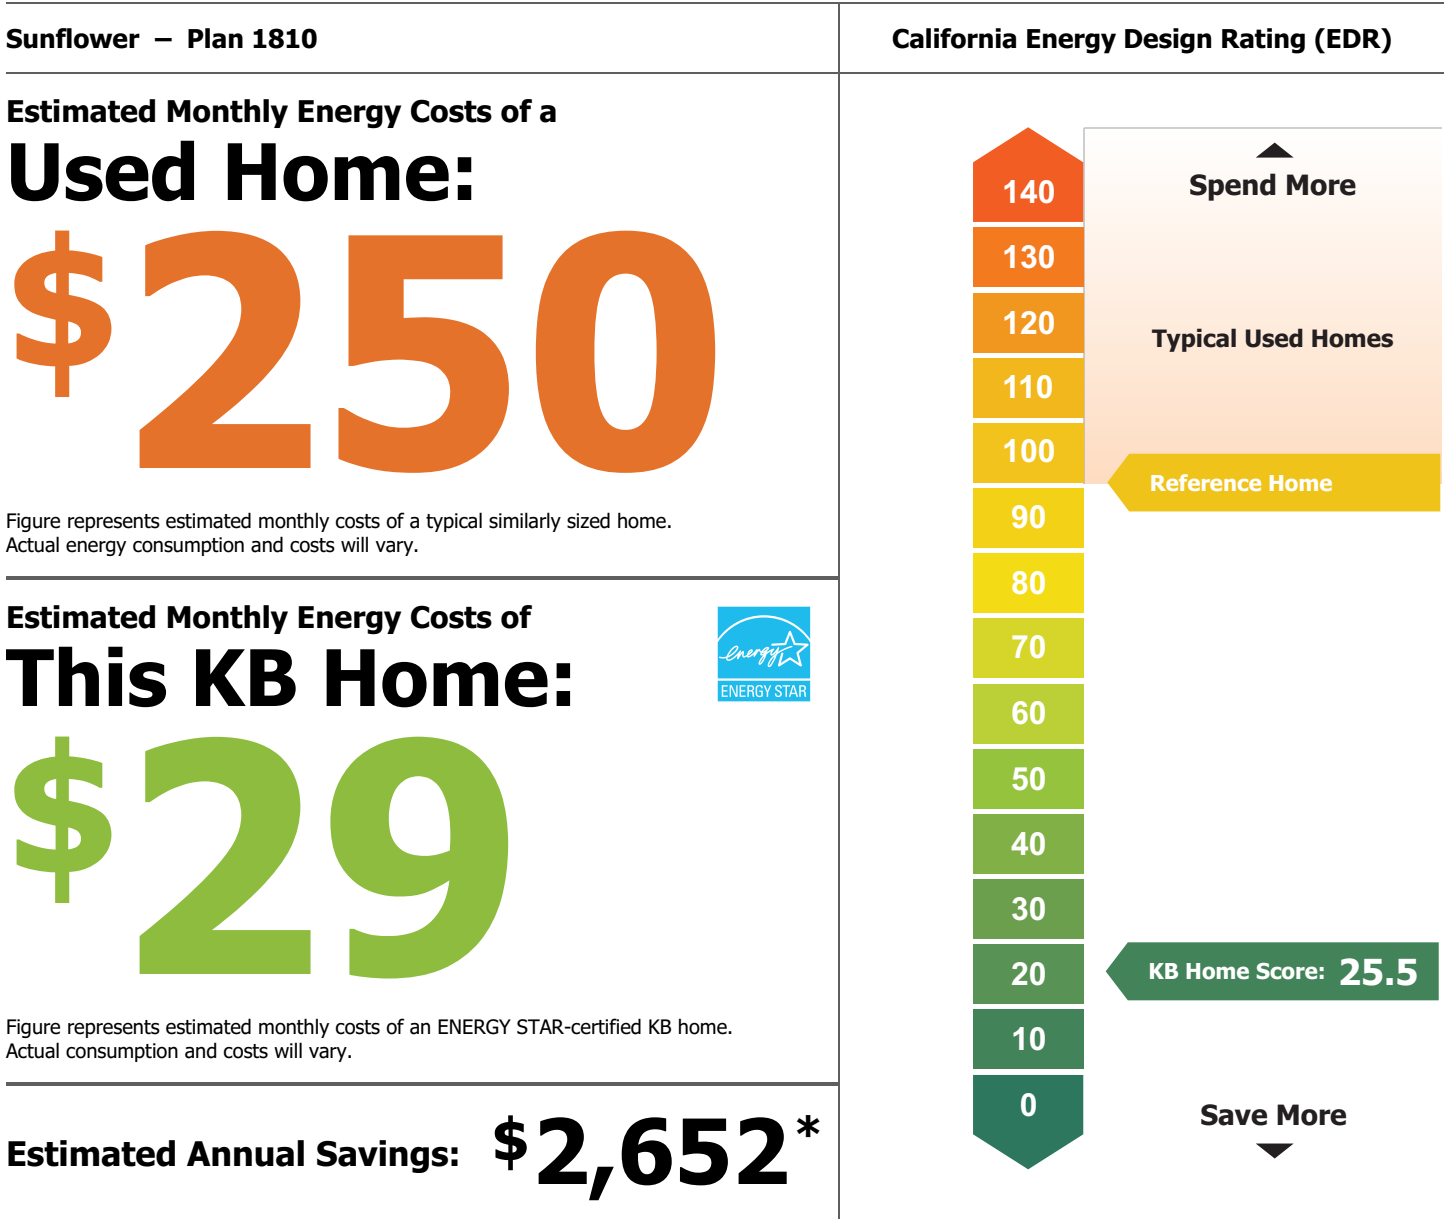 Sunflower – Plan 1810
Estimated Monthly Energy Costs of a
Used Home:
$250
Figure represents estimated monthly costs of a typical similarly sized home.
Actual energy consumption and costs will vary.
Estimated Monthly Energy Costs of
This KB Home:
energy
ENERGY STAR
$29
Figure represents estimated monthly costs of an ENERGY STAR-certified KB home.
Actual consumption and costs will vary.
Estimated Annual Savings: $2,652*
California Energy Design Rating (EDR)
140
Spend More
130
120
Typical Used Homes
110
100
Reference Home
90
80
70
60
50
40
30
20
KB Home Score: 25.5
10
0
Save More